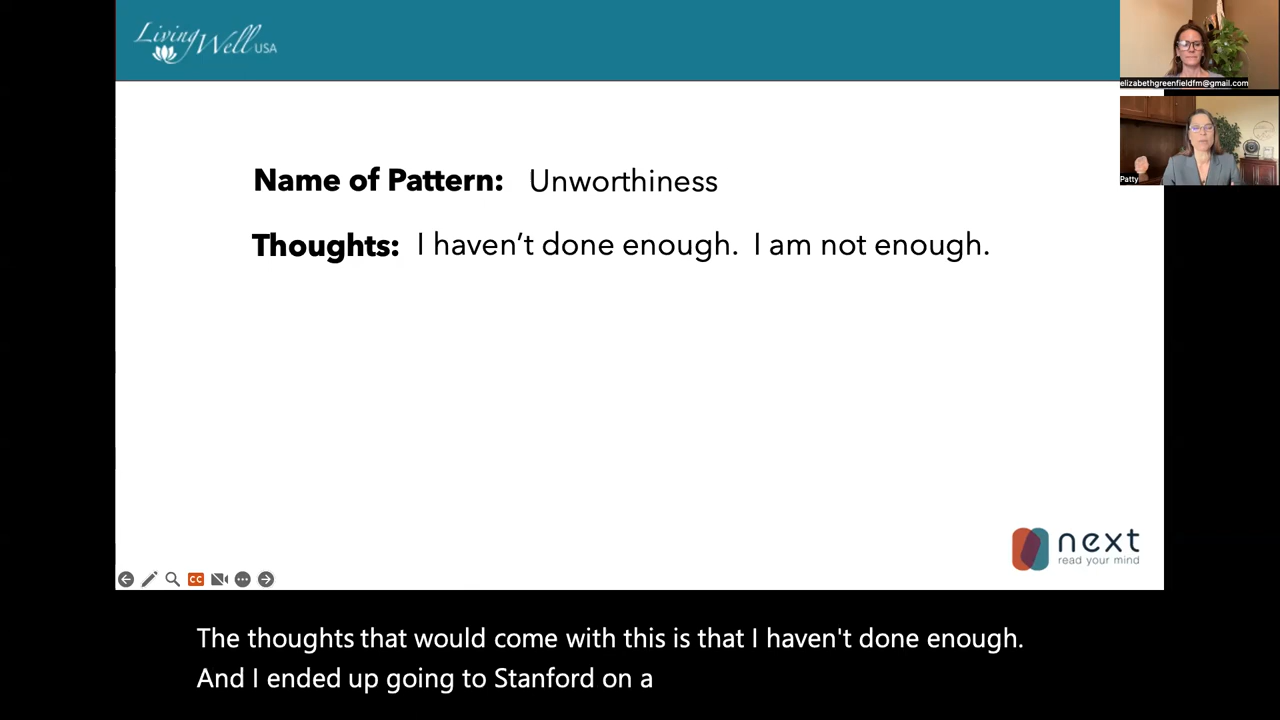 Living Well USA
elizabethgreenfieldfm@gmail.com
Patty
Name of Pattern: Unworthiness
Thoughts: I haven’t done enough. I am not enough.
next
read your mind
CC
The thoughts that would come with this is that I haven't done enough.
And I ended up going to Stanford on a